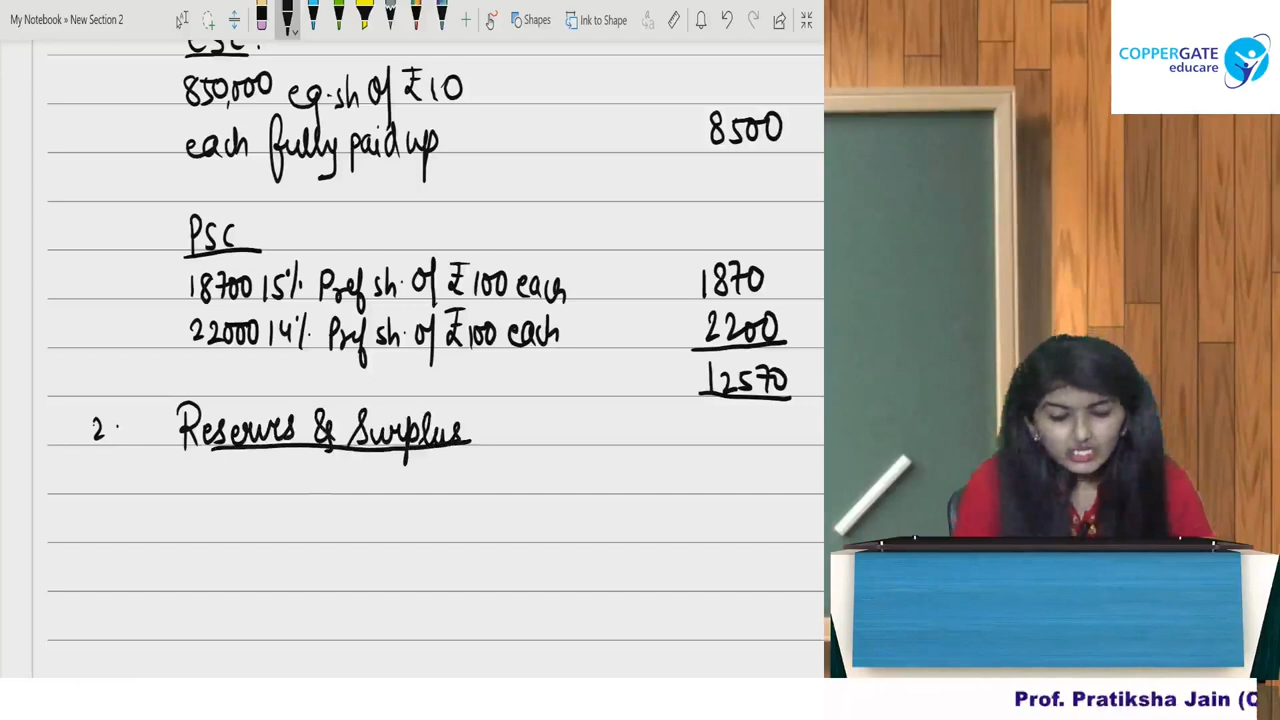 My Notebook » New Section 2
Shapes
Ink to Shape
COPPERGATE
educare
850,000 eq.sh of ₹10
each fully paid up
8500
PSC
18700 15% Pref sh. of ₹100 each
1870
22000 14% Pref sh. of ₹100 each
2200
12570
2. Reservs & Surplus
Prof. Pratiksha Jain (C